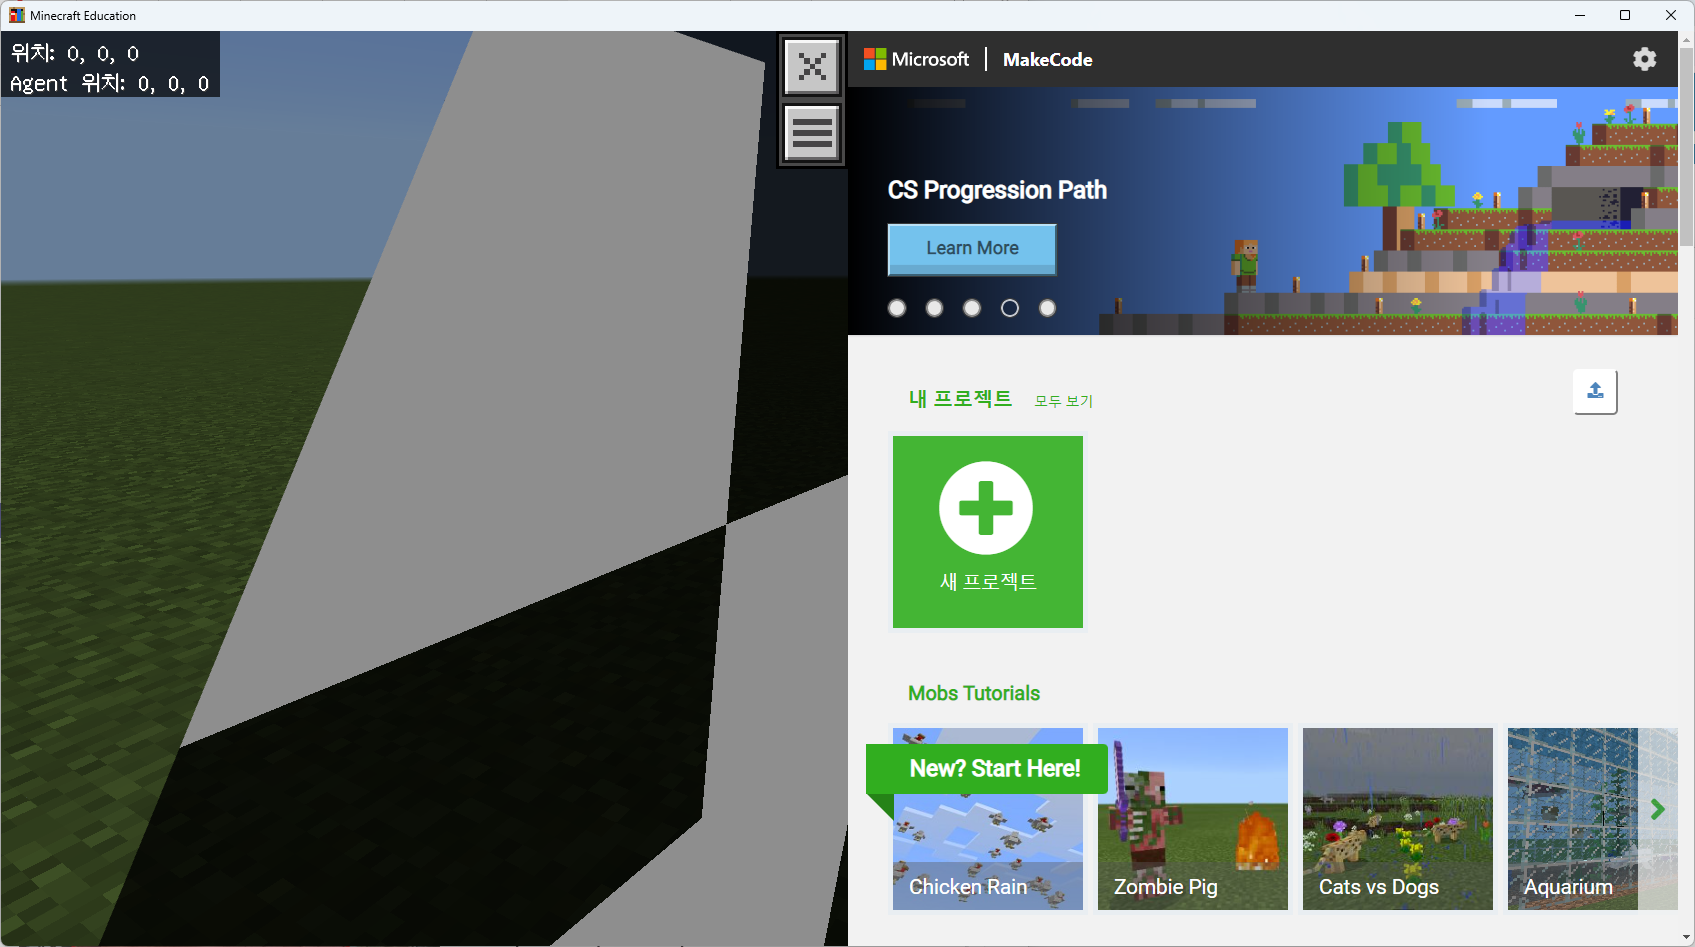 Minecraft Education
위치: 0, 0, 0
Agent 위치: 0, 0, 0
Microsoft | MakeCode
CS Progression Path
Learn More
내 프로젝트 모두 보기
새 프로젝트
Mobs Tutorials
New? Start Here!
Chicken Rain
Zombie Pig
Cats vs Dogs
Aquarium